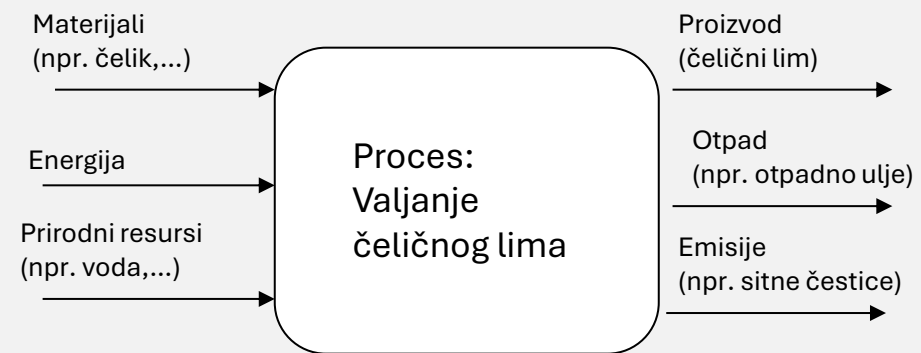 Materijali
(npr. čelik,...)
Energija
Prirodni resursi
(npr. voda,...)
Proces:
Valjanje
čeličnog lima
Proizvod
(čelični lim)
Otpad
(npr. otpadno ulje)
Emisije
(npr. sitne čestice)